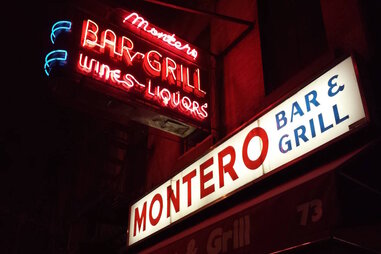 Montero
BAR-GRILL
WINES-LIQUORS
MONTERO BAR &
GRILL
& Grill 73